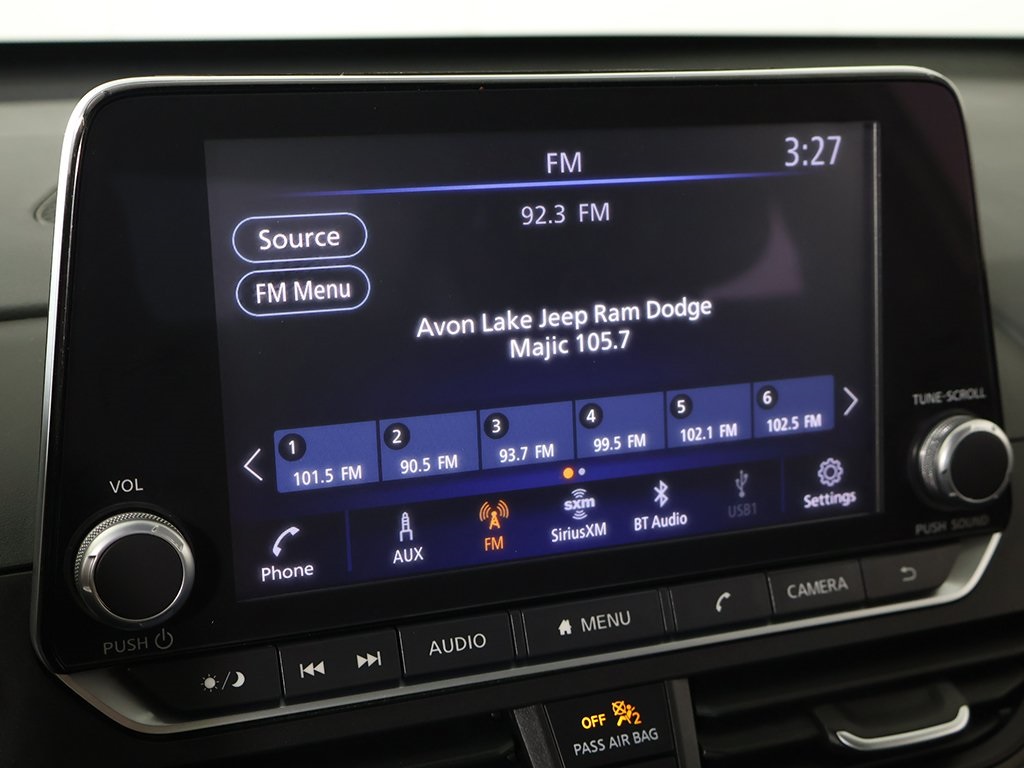 FM
3:27
92.3 FM
Source
FM Menu
Avon Lake Jeep Ram Dodge
Majic 105.7
1
101.5 FM
2
90.5 FM
3
93.7 FM
4
99.5 FM
5
102.1 FM
6
102.5 FM
Phone
AUX
FM
sxm
SiriusXM
BT Audio
USB1
Settings
VOL
PUSH
TUNE·SCROLL
PUSH SOUND
AUDIO
MENU
CAMERA
OFF 2
PASS AIR BAG